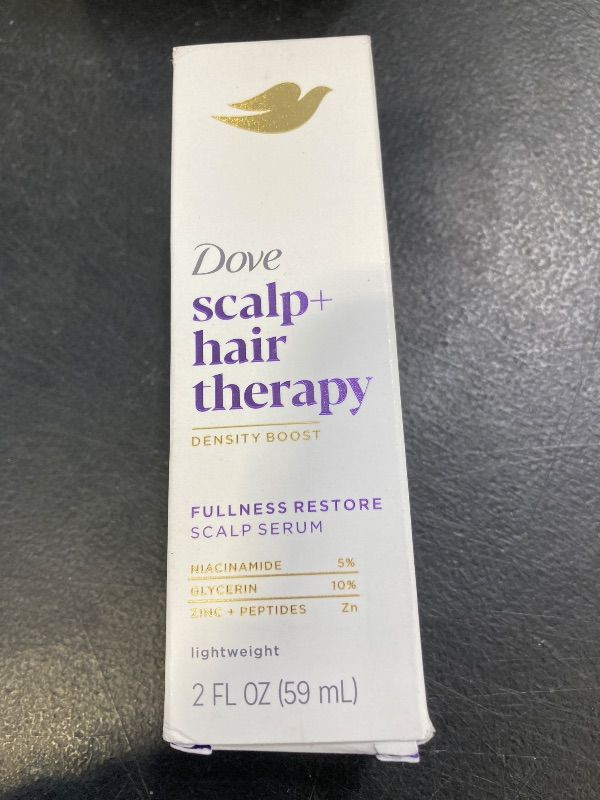 Dove
scalp+
hair
therapy
DENSITY BOOST
FULLNESS RESTORE
SCALP SERUM
NIACINAMIDE 5%
GLYCERIN 10%
ZINC + PEPTIDES Zn
lightweight
2 FL OZ (59 mL)